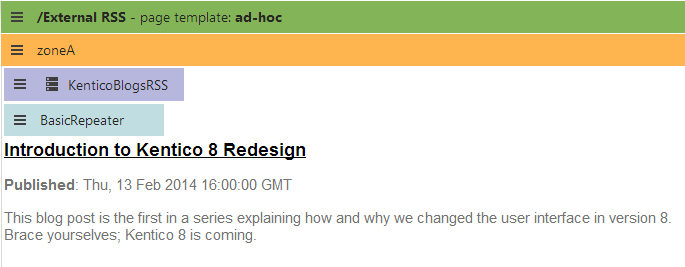 /External RSS - page template: ad-hoc
zoneA
KenticoBlogsRSS
BasicRepeater
Introduction to Kentico 8 Redesign
Published: Thu, 13 Feb 2014 16:00:00 GMT
This blog post is the first in a series explaining how and why we changed the user interface in version 8.
Brace yourselves; Kentico 8 is coming.